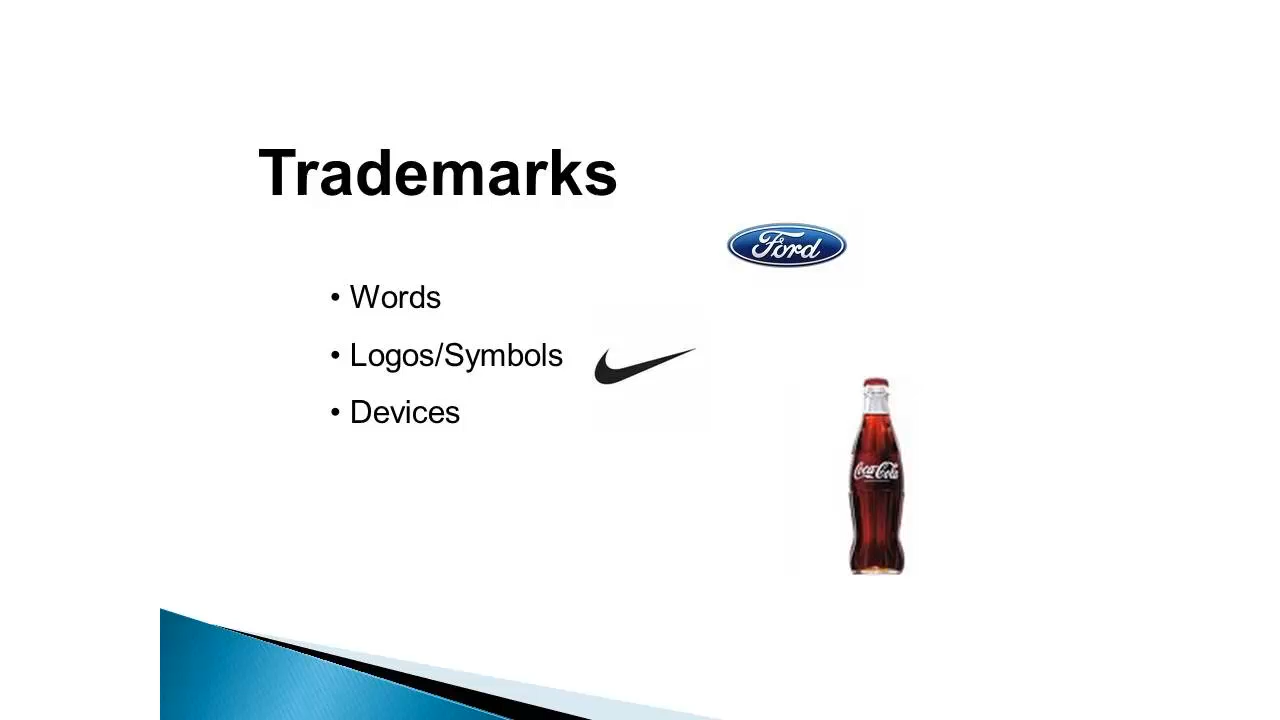 Trademarks
Ford
• Words
• Logos/Symbols
• Devices
Coca-Cola